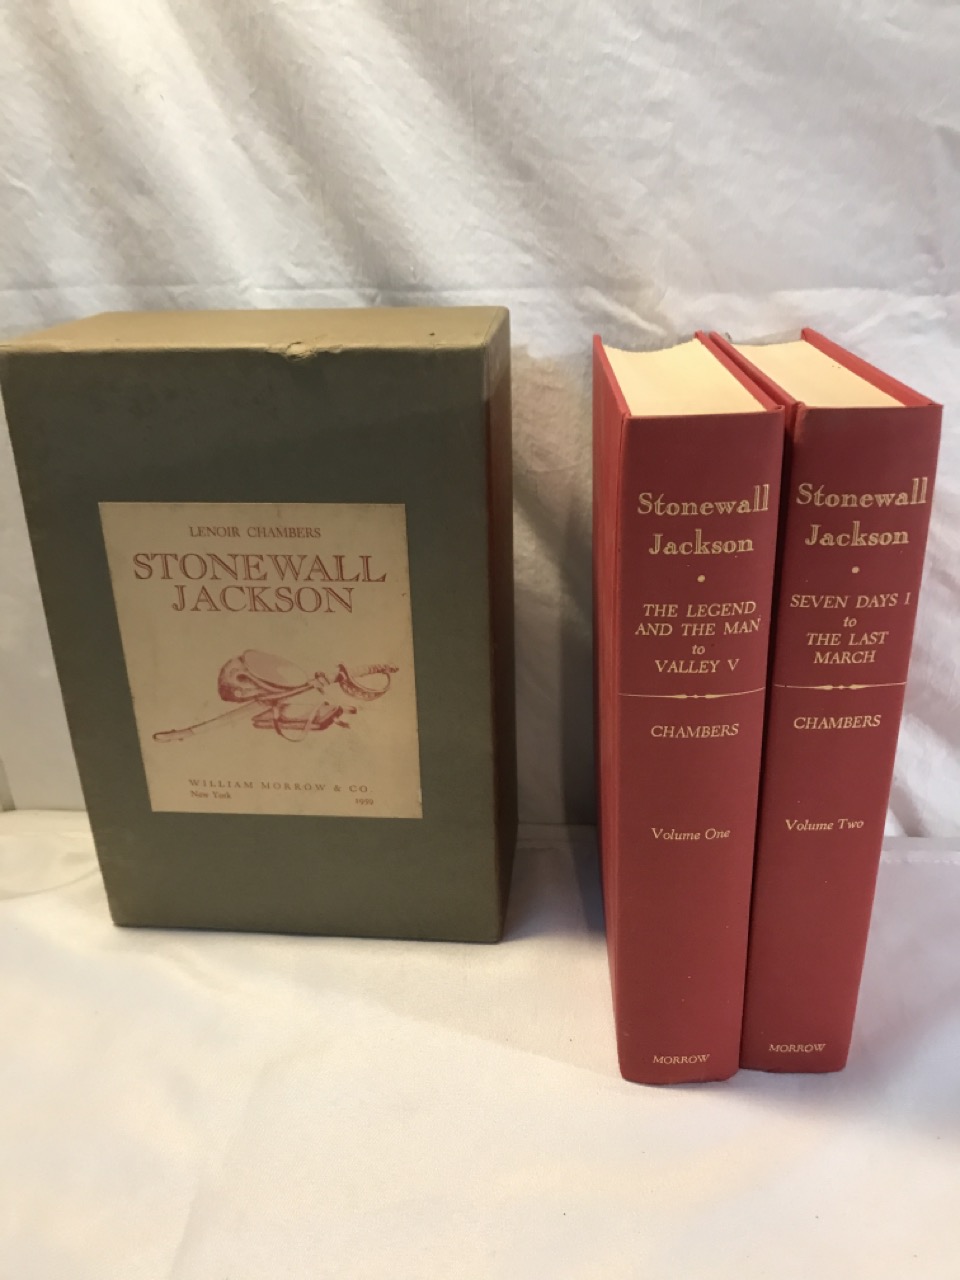 LENOIR CHAMBERS
STONEWALL
JACKSON
WILLIAM MORROW & CO.
New York
1959
Stonewall
Jackson
THE LEGEND
AND THE MAN
to
VALLEY V
CHAMBERS
Volume One
MORROW
Stonewall
Jackson
SEVEN DAYS I
to
THE LAST
MARCH
CHAMBERS
Volume Two
MORROW